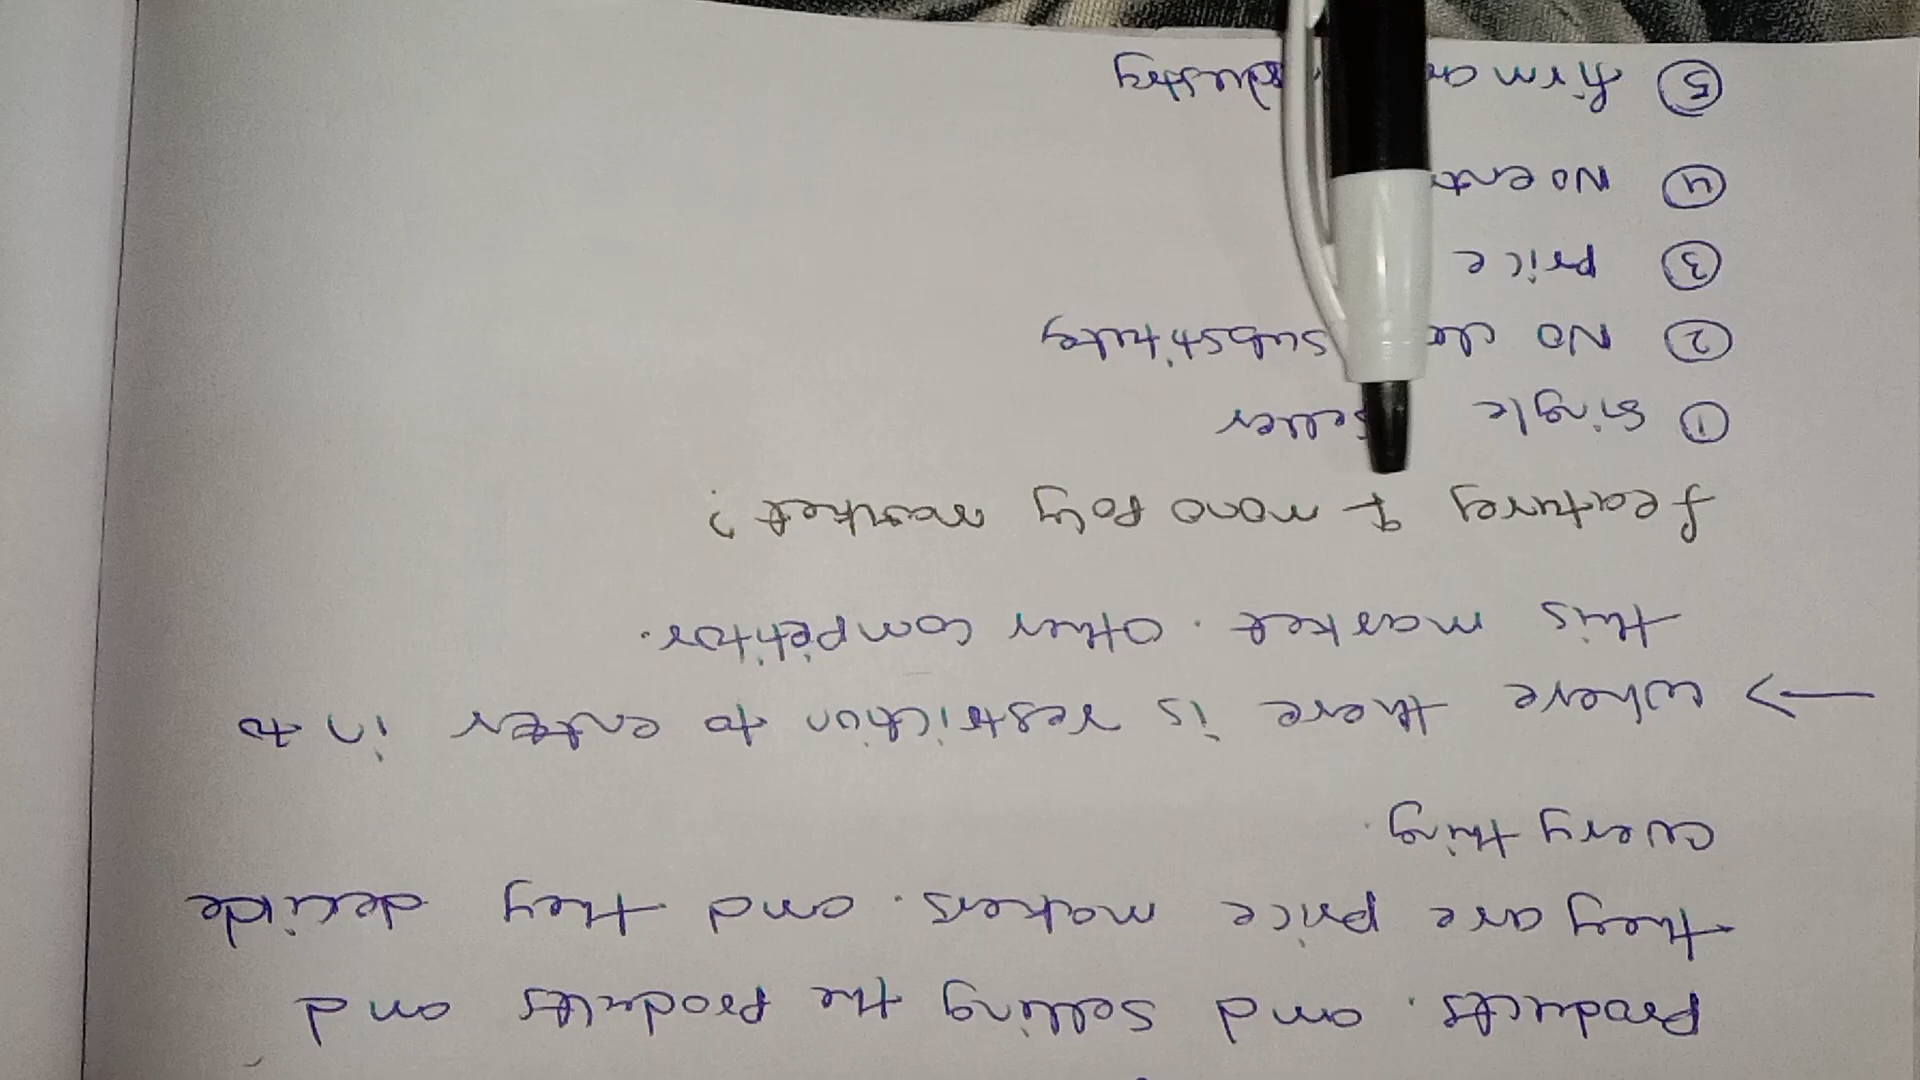 Products. and selling the products and
they are price makers. and they decide
every thing.
→ where there is restriction to enter in to
this market. other competitor.
features of mono poly market?
① single seller
② NO substitutes
③ price
④ NO
⑤ firm